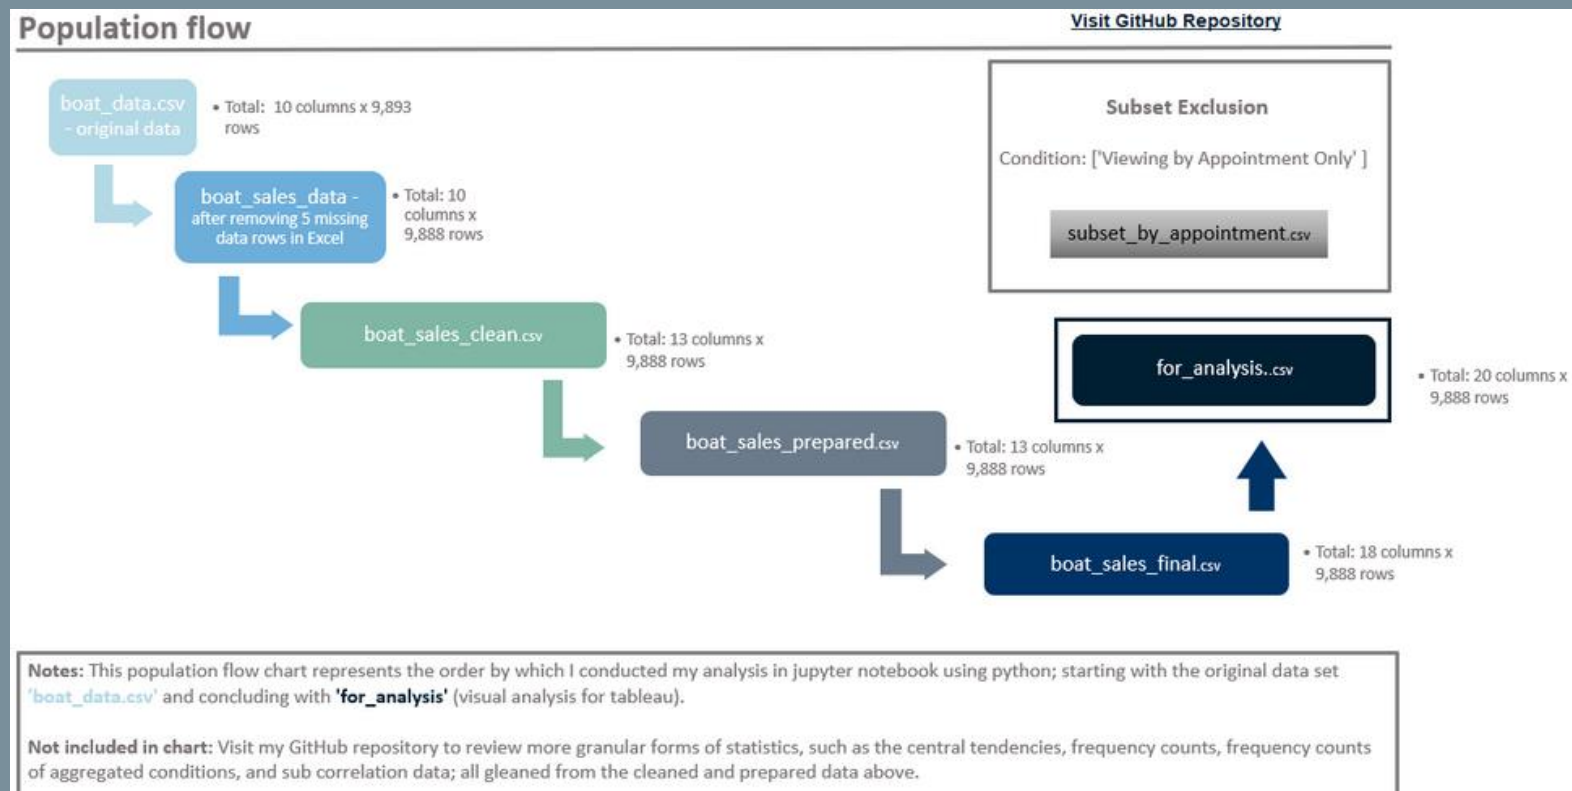 Population flow
Visit GitHub Repository
boat_data.csv
- original data
• Total: 10 columns x 9,893
rows
boat_sales_data -
after removing 5 missing
data rows in Excel
• Total: 10
columns x
9,888 rows
Subset Exclusion
Condition: ['Viewing by Appointment Only' ]
subset_by_appointment.csv
boat_sales_clean.csv
• Total: 13 columns x
9,888 rows
for_analysis..csv
• Total: 20 columns x
9,888 rows
boat_sales_prepared.csv
• Total: 13 columns x
9,888 rows
boat_sales_final.csv
• Total: 18 columns x
9,888 rows
Notes: This population flow chart represents the order by which I conducted my analysis in jupyter notebook using python; starting with the original data set
'boat_data.csv' and concluding with 'for_analysis' (visual analysis for tableau).
Not included in chart: Visit my GitHub repository to review more granular forms of statistics, such as the central tendencies, frequency counts, frequency counts
of aggregated conditions, and sub correlation data; all gleaned from the cleaned and prepared data above.